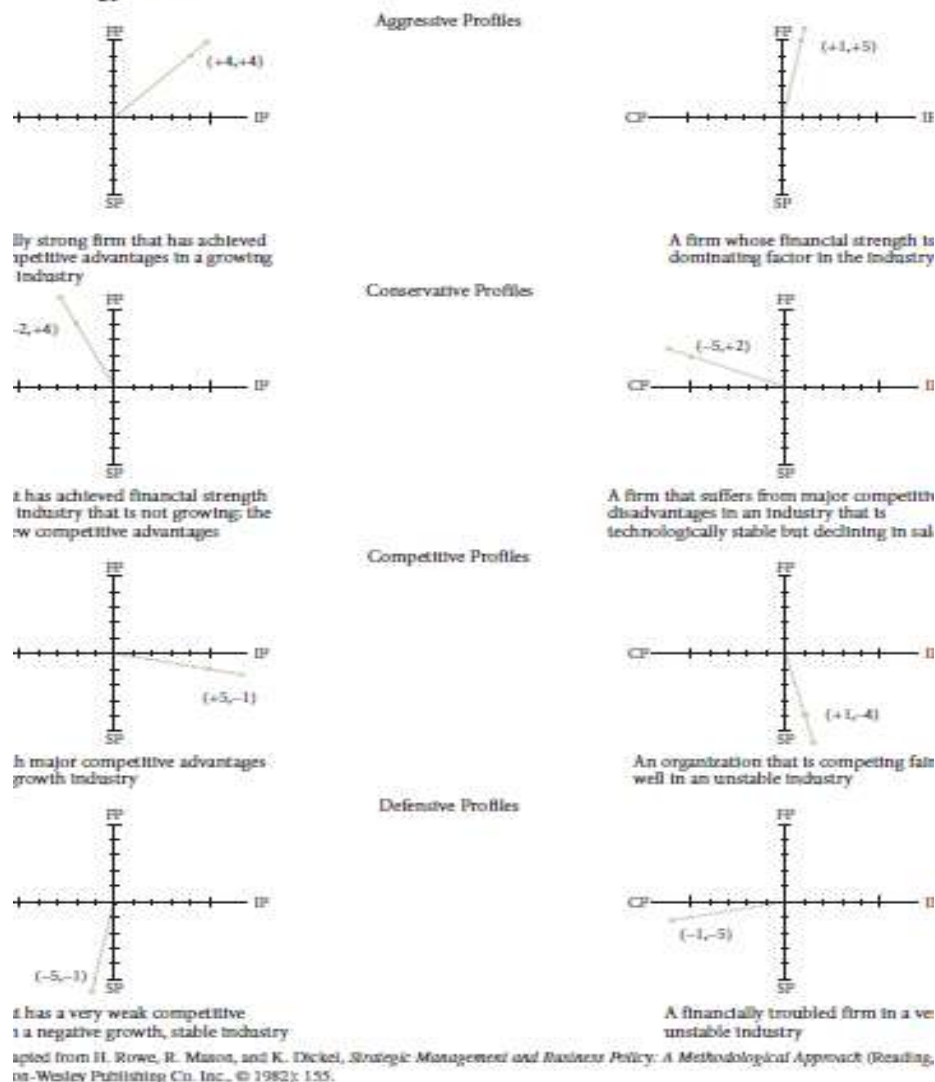 Aggressive Profiles
FP
(+4,+4)
IP
SP
lly strong firm that has achieved
npetitive advantages in a growing
industry
FP
(+1,+5)
CP
SP
A firm whose financial strength is
dominating factor in the industry
Conservative Profiles
FP
-2,+4)
IP
SP
t has achieved financial strength
industry that is not growing; the
ew competitive advantages
FP
(-5,+2)
CP
SP
A firm that suffers from major competitiv
disadvantages in an industry that is
technologically stable but declining in sal
Competitive Profiles
FP
IP
(+5,-1)
SP
h major competitive advantages
growth industry
FP
CP
(+1,-4)
SP
An organization that is competing fair
well in an unstable industry
Defensive Profiles
FP
IP
(-5,-1)
SP
t has a very weak competitive
a negative growth, stable industry
FP
CP
(-1,-5)
SP
A financially troubled firm in a ve
unstable industry
apted from H. Rowe, R. Mason, and K. Dickel, Strategic Management and Business Policy: A Methodological Approach (Reading,
on-Wesley Publishing Co. Inc., © 1982): 155.